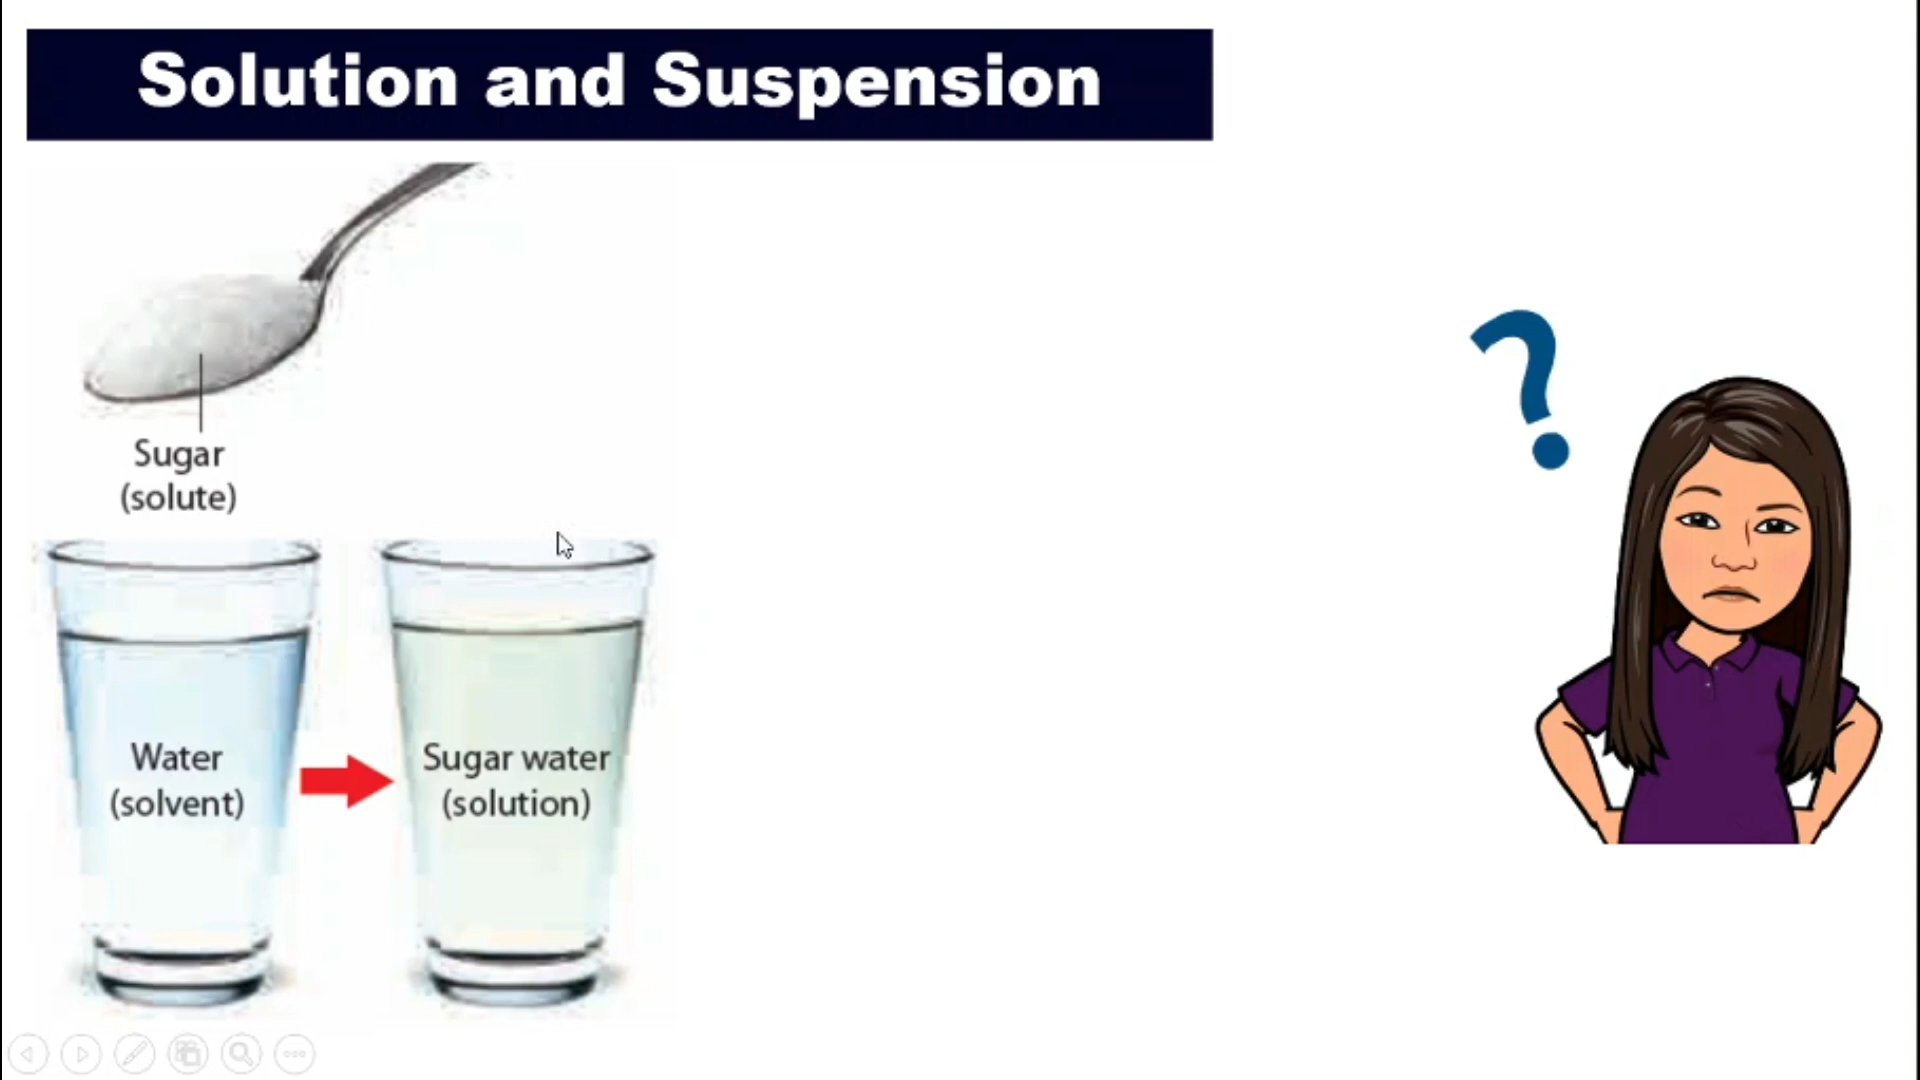 Solution and Suspension
Sugar
(solute)
Water
(solvent)
Sugar water
(solution)
?